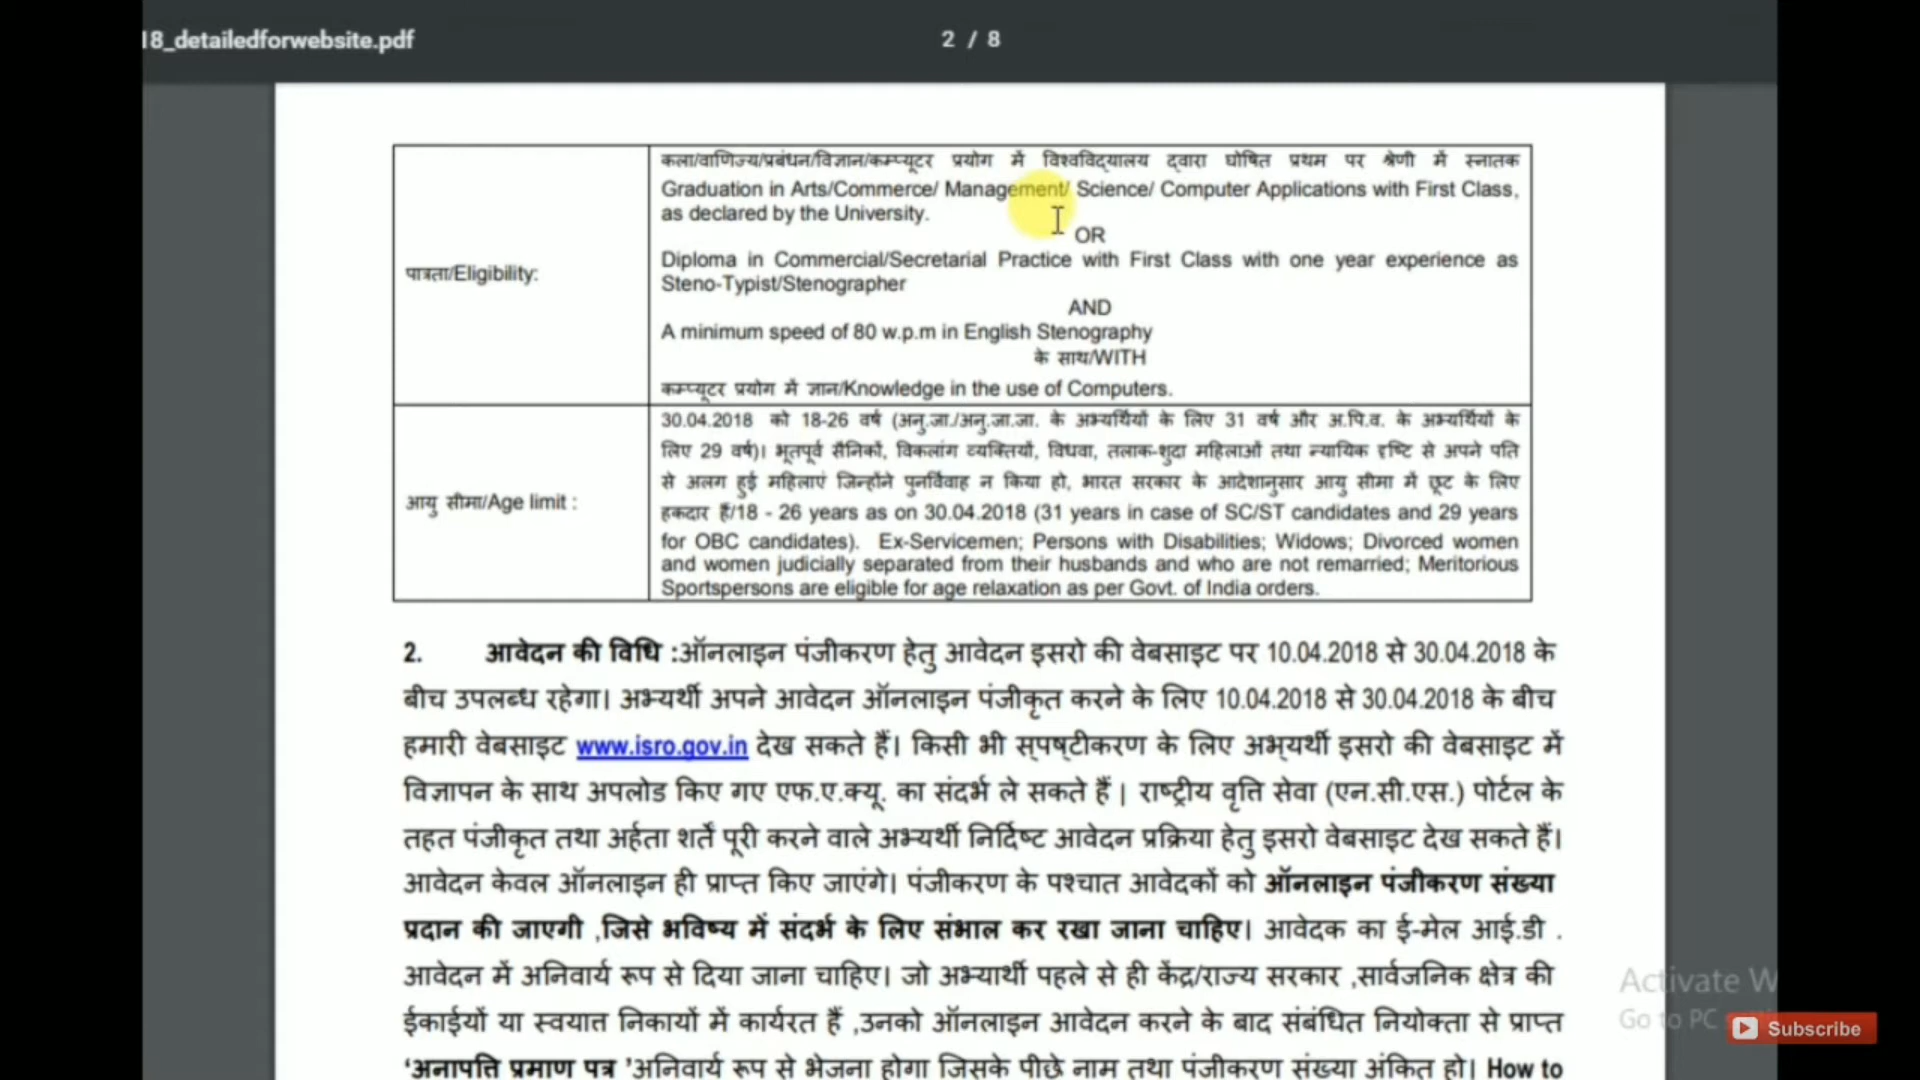 18_detailedforwebsite.pdf
2 / 8
कला/वाणिज्य/प्रबंधन/विज्ञान/कम्प्यूटर प्रयोग में विश्वविद्यालय द्वारा घोषित प्रथम पर श्रेणी में स्नातक
Graduation in Arts/Commerce/ Management/ Science/ Computer Applications with First Class,
as declared by the University.
OR
Diploma in Commercial/Secretarial Practice with First Class with one year experience as
Steno-Typist/Stenographer
AND
पात्रता/Eligibility:
A minimum speed of 80 w.p.m in English Stenography
के साथ/WITH
कम्प्यूटर प्रयोग में ज्ञान/Knowledge in the use of Computers.
30.04.2018 को 18-26 वर्ष (अनु.जा./अनु.ज.जा. के अभ्यर्थियों के लिए 31 वर्ष और अ.पि.व. के अभ्यर्थियों के
लिए 29 वर्ष)। भूतपूर्व सैनिकों, विकलांग व्यक्तियों, विधवा, तलाक-शुदा महिलाओं तथा न्यायिक दृष्टि से अपने पति
से अलग हुई महिलाएं जिन्होंने पुनर्विवाह न किया हो, भारत सरकार के आदेशानुसार आयु सीमा में छूट के लिए
आयु सीमा/Age limit :
हकदार हैं/18 - 26 years as on 30.04.2018 (31 years in case of SC/ST candidates and 29 years
for OBC candidates). Ex-Servicemen; Persons with Disabilities; Widows; Divorced women
and women judicially separated from their husbands and who are not remarried; Meritorious
Sportspersons are eligible for age relaxation as per Govt. of India orders.
2. आवेदन की विधि :ऑनलाइन पंजीकरण हेतु आवेदन इसरो की वेबसाइट पर 10.04.2018 से 30.04.2018 के
बीच उपलब्ध रहेगा। अभ्यर्थी अपने आवेदन ऑनलाइन पंजीकृत करने के लिए 10.04.2018 से 30.04.2018 के बीच
हमारी वेबसाइट www.isro.gov.in देख सकते हैं। किसी भी स्पष्टीकरण के लिए अभ्यर्थी इसरो की वेबसाइट में
विज्ञापन के साथ अपलोड किए गए एफ.ए.क्यू. का संदर्भ ले सकते हैं | राष्ट्रीय वृत्ति सेवा (एन.सी.एस.) पोर्टल के
तहत पंजीकृत तथा अर्हता शर्तें पूरी करने वाले अभ्यर्थी निर्दिष्ट आवेदन प्रक्रिया हेतु इसरो वेबसाइट देख सकते हैं।
आवेदन केवल ऑनलाइन ही प्राप्त किए जाएंगे। पंजीकरण के पश्चात आवेदकों को ऑनलाइन पंजीकरण संख्या
प्रदान की जाएगी ,जिसे भविष्य में संदर्भ के लिए संभाल कर रखा जाना चाहिए। आवेदक का ई-मेल आई.डी .
आवेदन में अनिवार्य रूप से दिया जाना चाहिए। जो अभ्यार्थी पहले से ही केंद्र/राज्य सरकार ,सार्वजनिक क्षेत्र की
ईकाईयों या स्वयात्त निकायों में कार्यरत हैं ,उनको ऑनलाइन आवेदन करने के बाद संबंधित नियोक्ता से प्राप्त
'अनापत्ति प्रमाण पत्र 'अनिवार्य रूप से भेजना होगा जिसके पीछे नाम तथा पंजीकरण संख्या अंकित हो। How to
Activate W
Go to PC
Subscribe